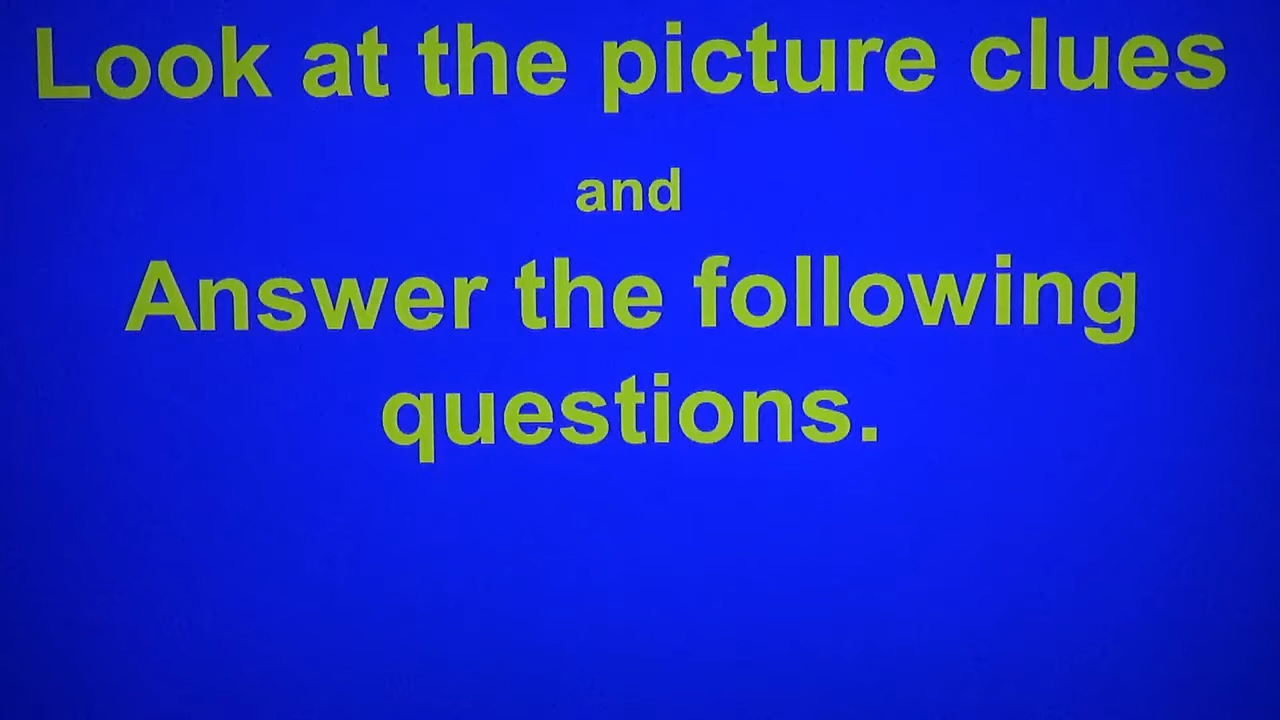 Look at the picture clues
and
Answer the following
questions.